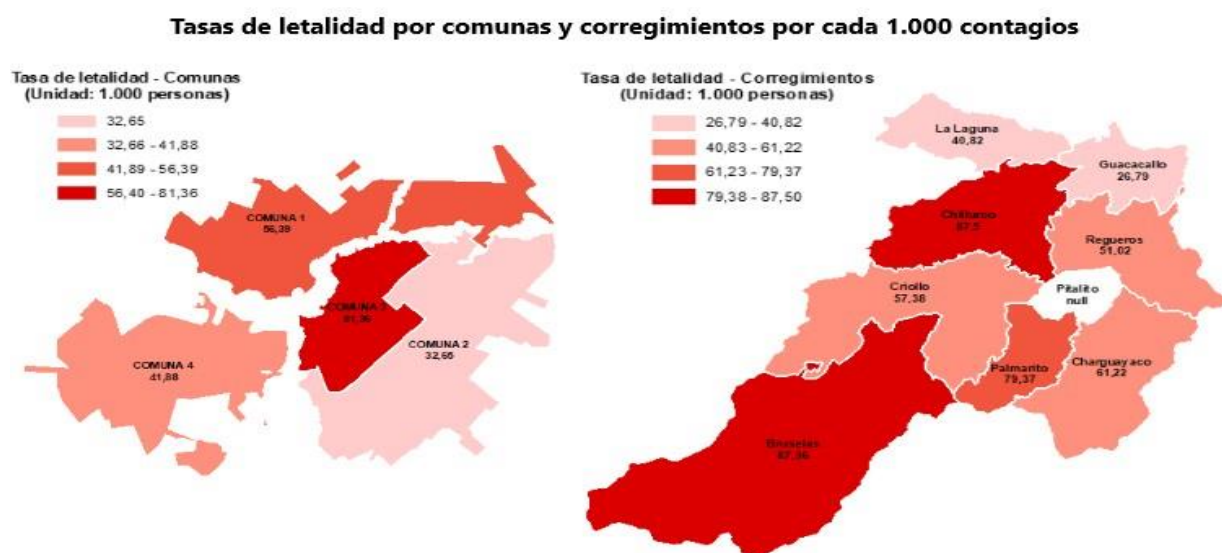 Tasas de letalidad por comunas y corregimientos por cada 1.000 contagios
Tasa de letalidad - Comunas
(Unidad: 1.000 personas)
32,65
32,66 - 41,88
41,89 - 56,39
56,40 - 81,36
COMUNA 1
56,39
COMUNA 3
81,36
COMUNA 2
32,65
COMUNA 4
41,88
Tasa de letalidad - Corregimientos
(Unidad: 1.000 personas)
26,79 - 40,82
40,83 - 61,22
61,23 - 79,37
79,38 - 87,50
La Laguna
40,82
Guacacallo
26,79
Chillurco
87,5
Regueros
51,02
Criollo
57,38
Pitalito
null
Palmarito
79,37
Charguayaco
61,22
Bruselas
87,36